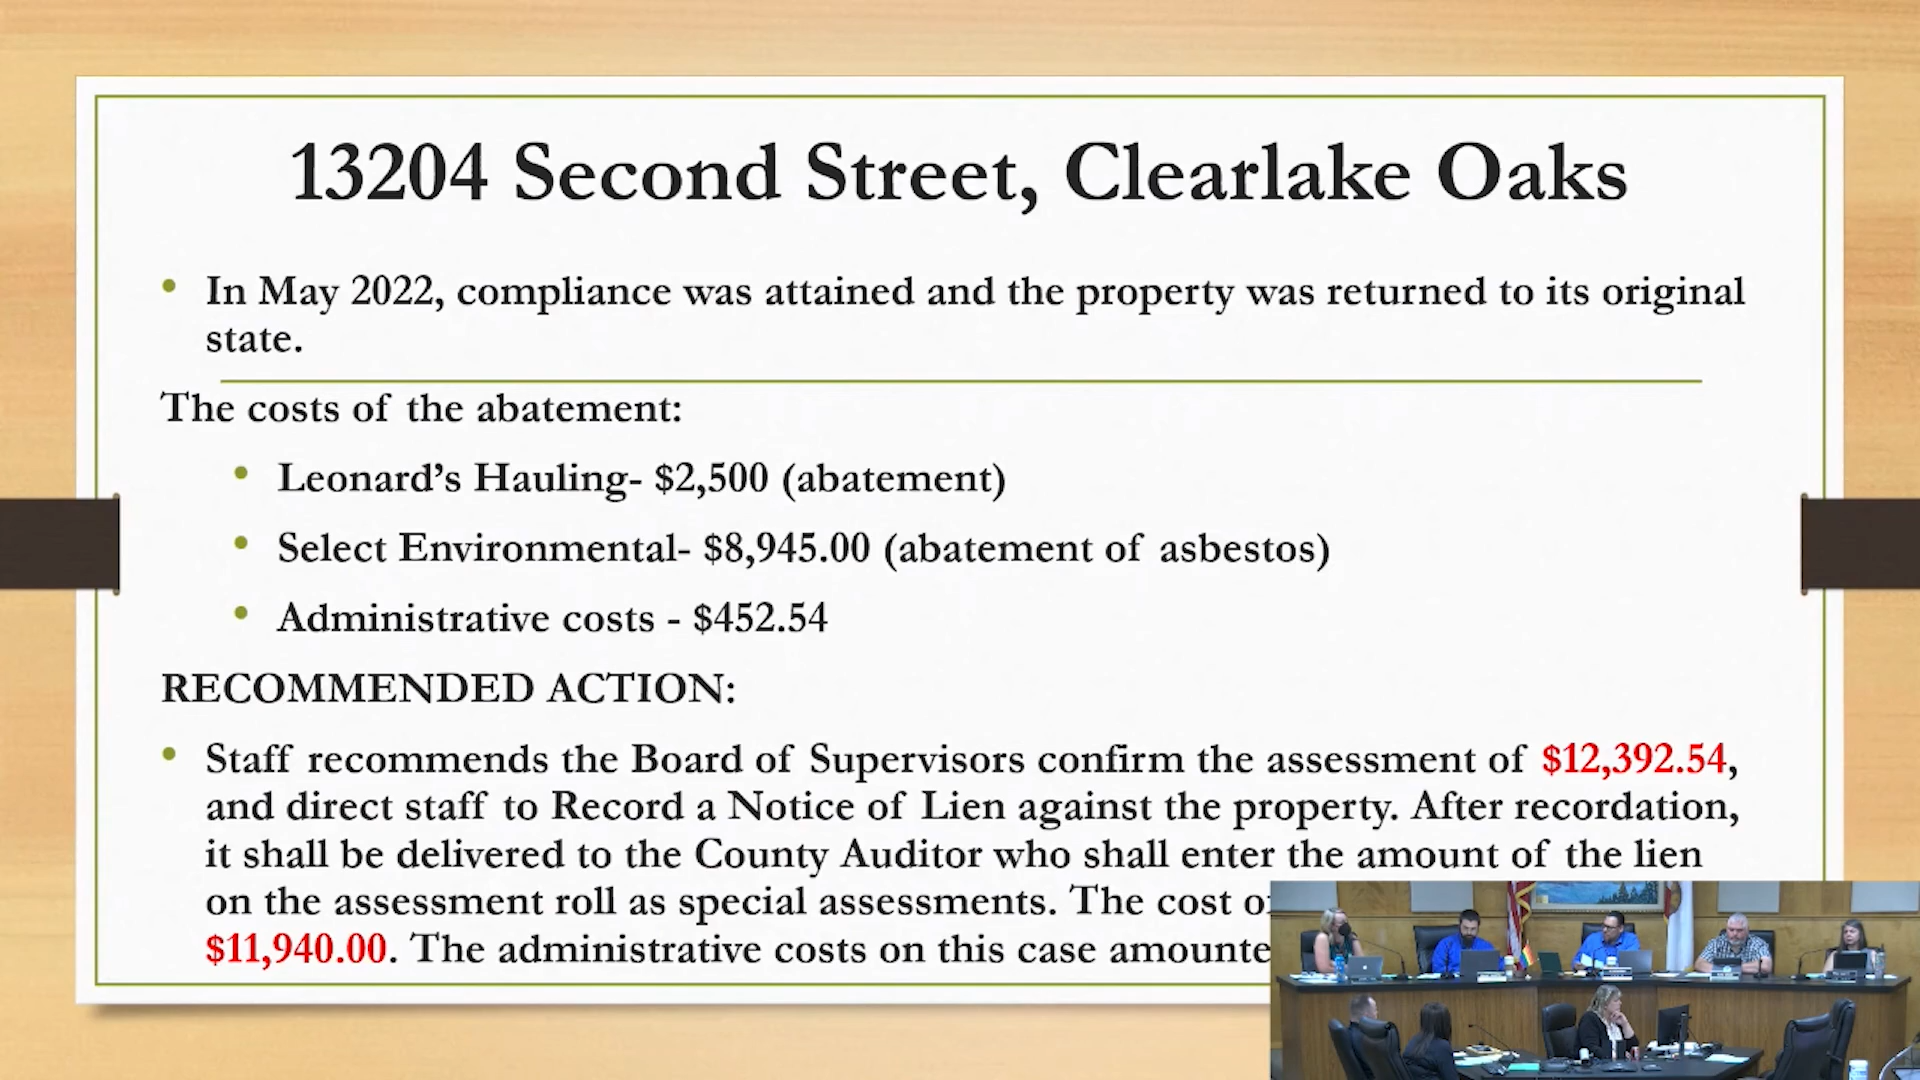 13204 Second Street, Clearlake Oaks
• In May 2022, compliance was attained and the property was returned to its original
state.
The costs of the abatement:
• Leonard’s Hauling- $2,500 (abatement)
• Select Environmental- $8,945.00 (abatement of asbestos)
• Administrative costs - $452.54
RECOMMENDED ACTION:
• Staff recommends the Board of Supervisors confirm the assessment of $12,392.54,
and direct staff to Record a Notice of Lien against the property. After recordation,
it shall be delivered to the County Auditor who shall enter the amount of the lien
on the assessment roll as special assessments. The cost
$11,940.00. The administrative costs on this case